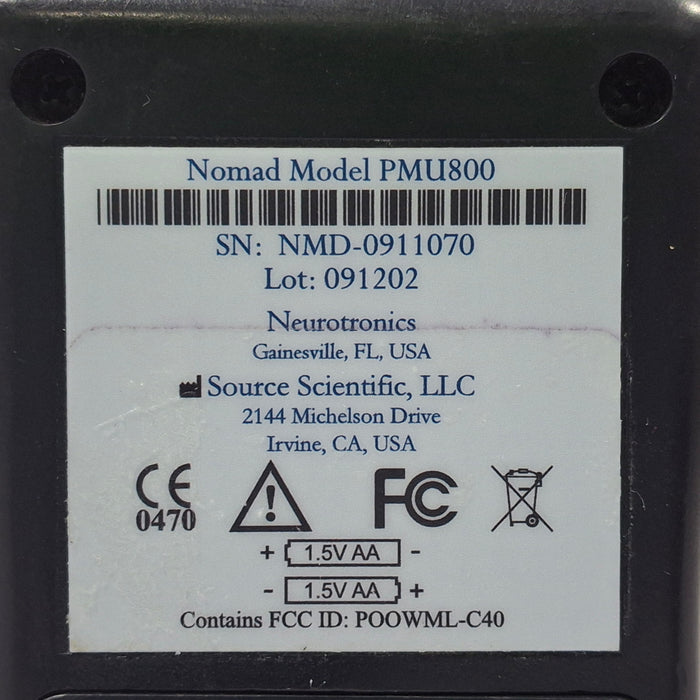 Nomad Model PMU800
SN: NMD-0911070
Lot: 091202
Neurotronics
Gainesville, FL, USA
Source Scientific, LLC
2144 Michelson Drive
Irvine, CA, USA
CE FC
0470
+ 1.5V AA -
- 1.5V AA +
Contains FCC ID: POOWML-C40